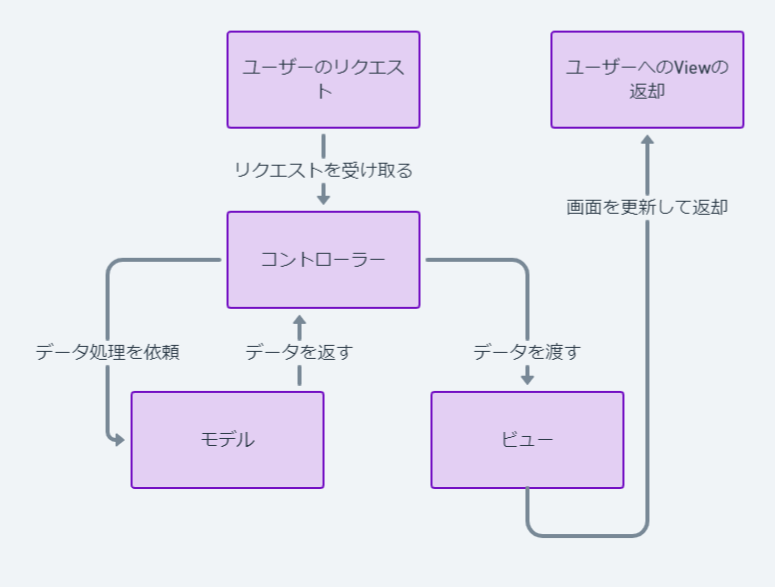 ユーザーのリクエス
ト
ユーザーへのViewの
返却
リクエストを受け取る
画面を更新して返却
コントローラー
データ処理を依頼
データを返す
データを渡す
モデル
ビュー